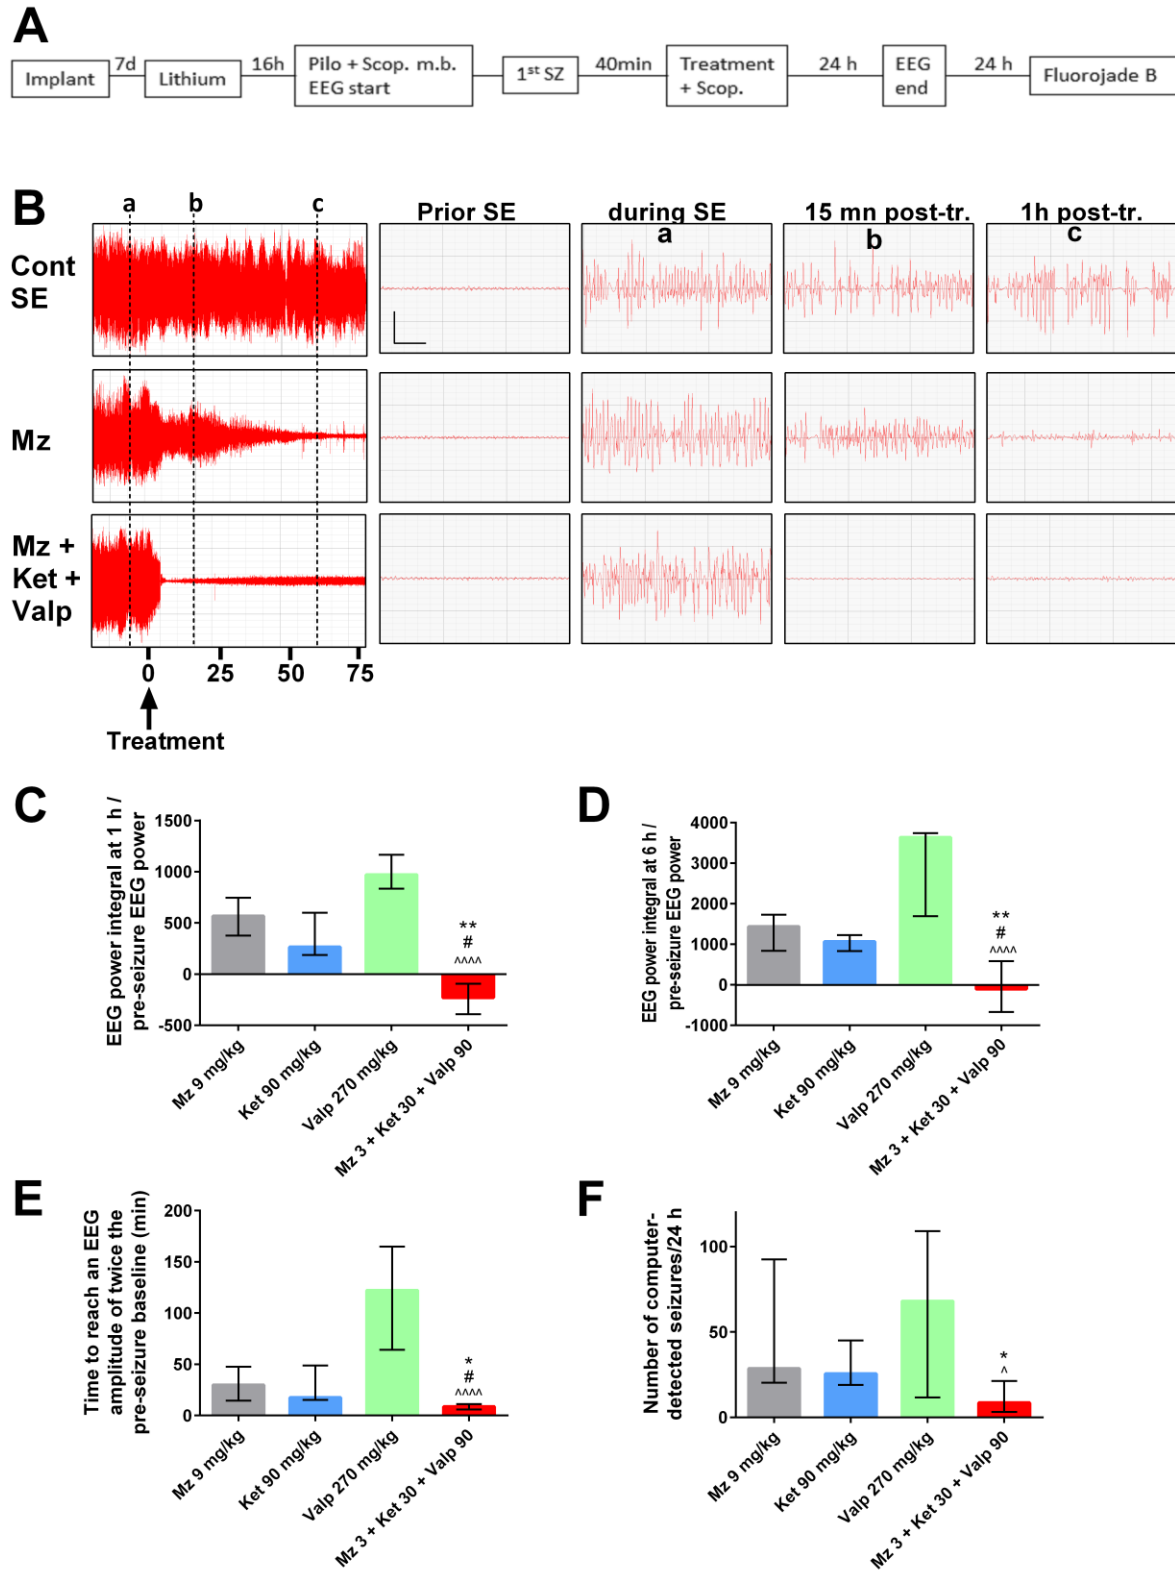 A
Implant
7d
Lithium
16h
Pilo + Scop. m.b.
EEG start
1st SZ
40min
Treatment
+ Scop.
24 h
EEG
end
24 h
Fluorojade B
B
a
b
c
Prior SE
during SE
a
15 mn post-tr.
b
1h post-tr.
c
Cont
SE
Mz
Mz +
Ket +
Valp
0
25
50
75
Treatment
C
EEG power integral at 1 h /
pre-seizure EEG power
1500
1000
500
0
-500
**
#
^^^^
Mz 9 mg/kg
Ket 90 mg/kg
Valp 270 mg/kg
Mz 3 + Ket 30 + Valp 90
D
EEG power integral at 6 h /
pre-seizure EEG power
4000
3000
2000
1000
0
-1000
**
#
^^^^
Mz 9 mg/kg
Ket 90 mg/kg
Valp 270 mg/kg
Mz 3 + Ket 30 + Valp 90
E
Time to reach an EEG
amplitude of twice the
pre-seizure baseline (min)
200
150
100
50
0
*
#
^^^^
Mz 9 mg/kg
Ket 90 mg/kg
Valp 270 mg/kg
Mz 3 + Ket 30 + Valp 90
F
Number of computer-
detected seizures/24 h
100
50
0
*
^
Mz 9 mg/kg
Ket 90 mg/kg
Valp 270 mg/kg
Mz 3 + Ket 30 + Valp 90